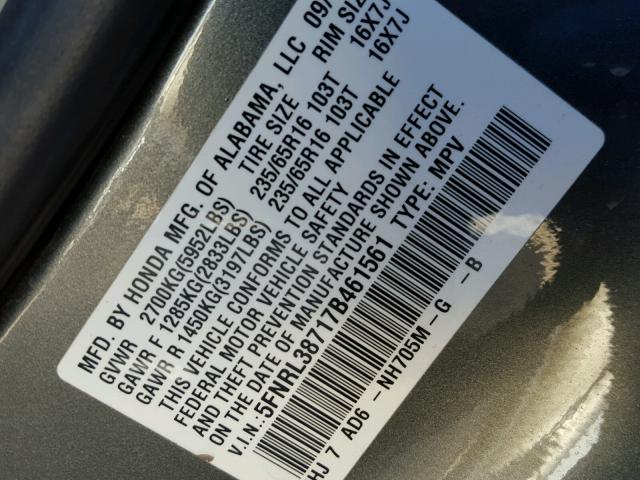 MFD. BY HONDA MFG. OF ALABAMA, LLC 09/
TIRE SIZE RIM SIZ
GVWR 2700KG(5952LBS)
GAWR F 1285KG(2833LBS) 235/65R16 103T 16X7J
GAWR R 1450KG(3197LBS) 235/65R16 103T 16X7J
THIS VEHICLE CONFORMS TO ALL APPLICABLE
FEDERAL MOTOR VEHICLE SAFETY
AND THEFT PREVENTION STANDARDS IN EFFECT
ON THE DATE OF MANUFACTURE SHOWN ABOVE.
V.I.N.: 5FNRL38717B461561 TYPE: MPV
HJ 7 AD6 - NH705M - G - B